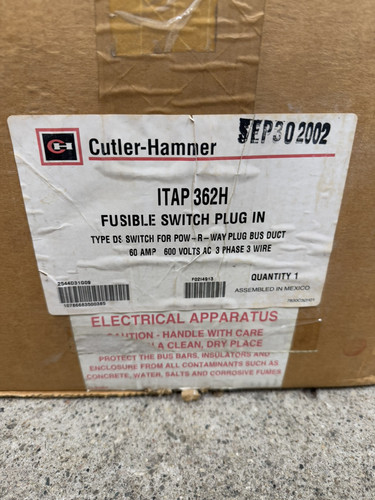 SEP 30 2002
CH Cutler-Hammer
ITAP 362H
FUSIBLE SWITCH PLUG IN
TYPE DS SWITCH FOR POW-R-WAY PLUG BUS DUCT
60 AMP 600 VOLTS AC 3 PHASE 3 WIRE
2544D31G08
QUANTITY 1
ASSEMBLED IN MEXICO
ELECTRICAL APPARATUS
CAUTION - HANDLE WITH CARE
A CLEAN, DRY PLACE
PROTECT THE BUS BARS, INSULATORS AND
ENCLOSURE FROM ALL CONTAMINANTS SUCH AS
CONCRETE, WATER, SALTS AND CORROSIVE FUMES